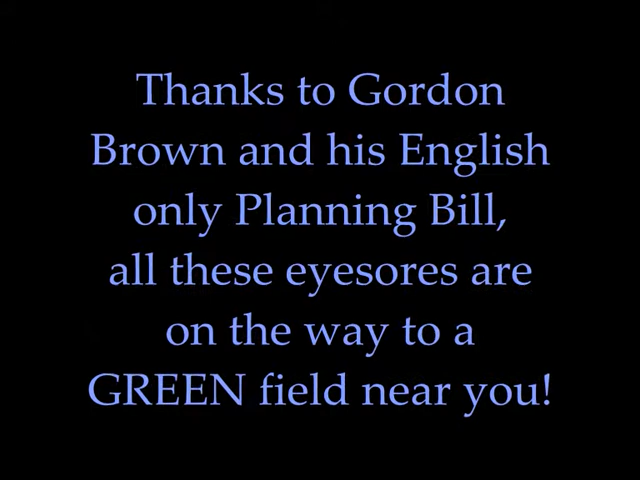 Thanks to Gordon
Brown and his English
only Planning Bill,
all these eyesores are
on the way to a
GREEN field near you!